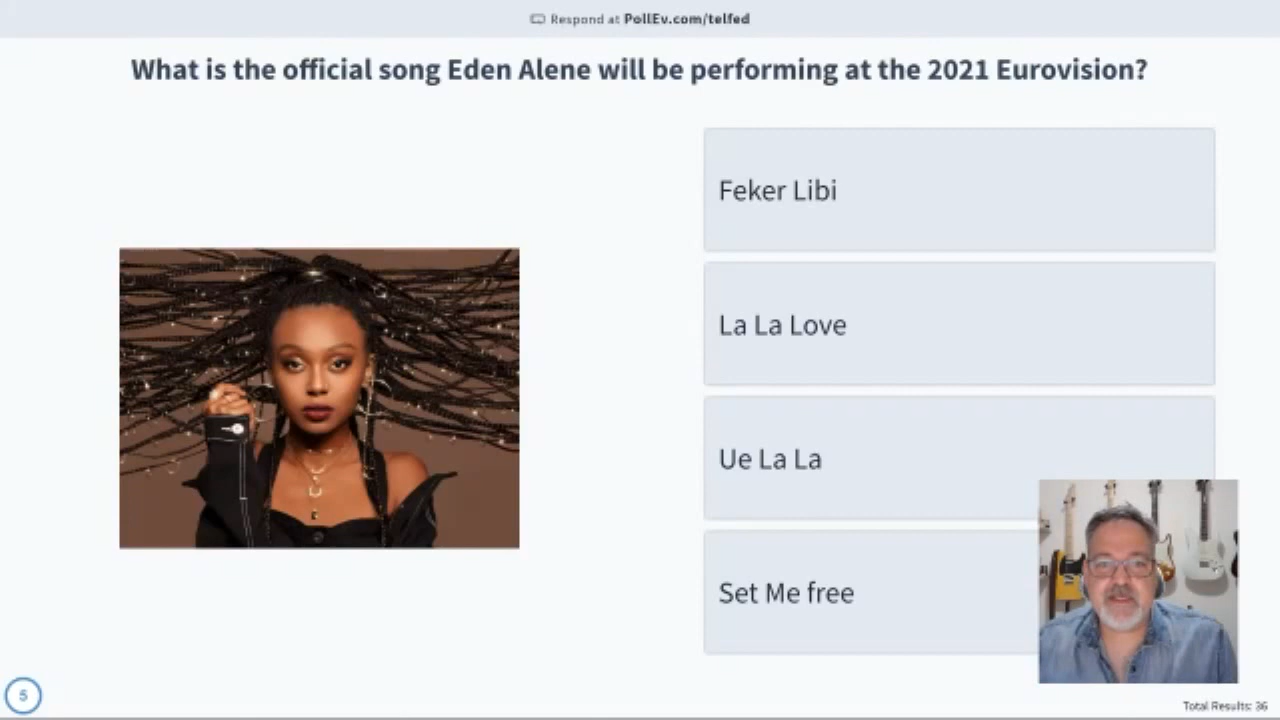 Respond at PollEv.com/telfed
What is the official song Eden Alene will be performing at the 2021 Eurovision?
Feker Libi
La La Love
Ue La La
Set Me free
5
Total Results: 36